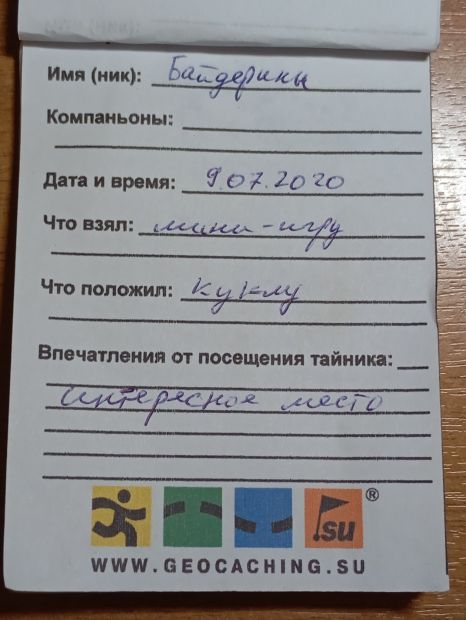 Имя (ник): Байдерины
Компаньоны:
Дата и время: 9.07.2020
Что взял: мини-игру
Что положил: куклу
Впечатления от посещения тайника:
интересное место
.su ®
WWW.GEOCACHING.SU